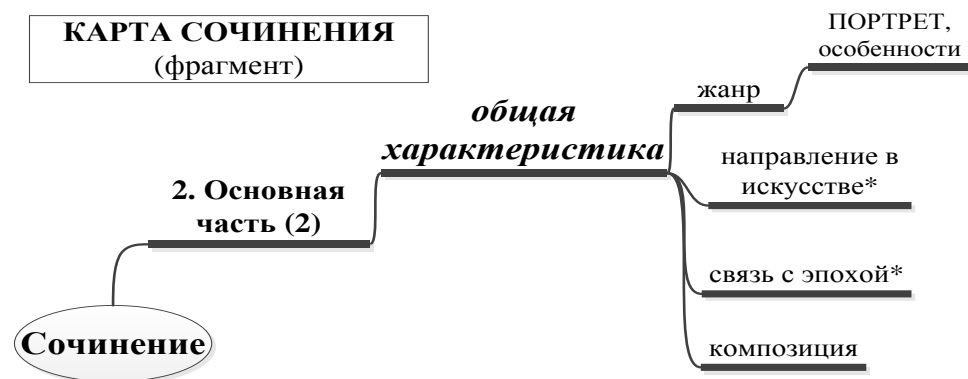 КАРТА СОЧИНЕНИЯ
(фрагмент)
ПОРТРЕТ,
особенности
жанр
общая
характеристика
направление в
искусстве*
2. Основная
часть (2)
связь с эпохой*
Сочинение
композиция